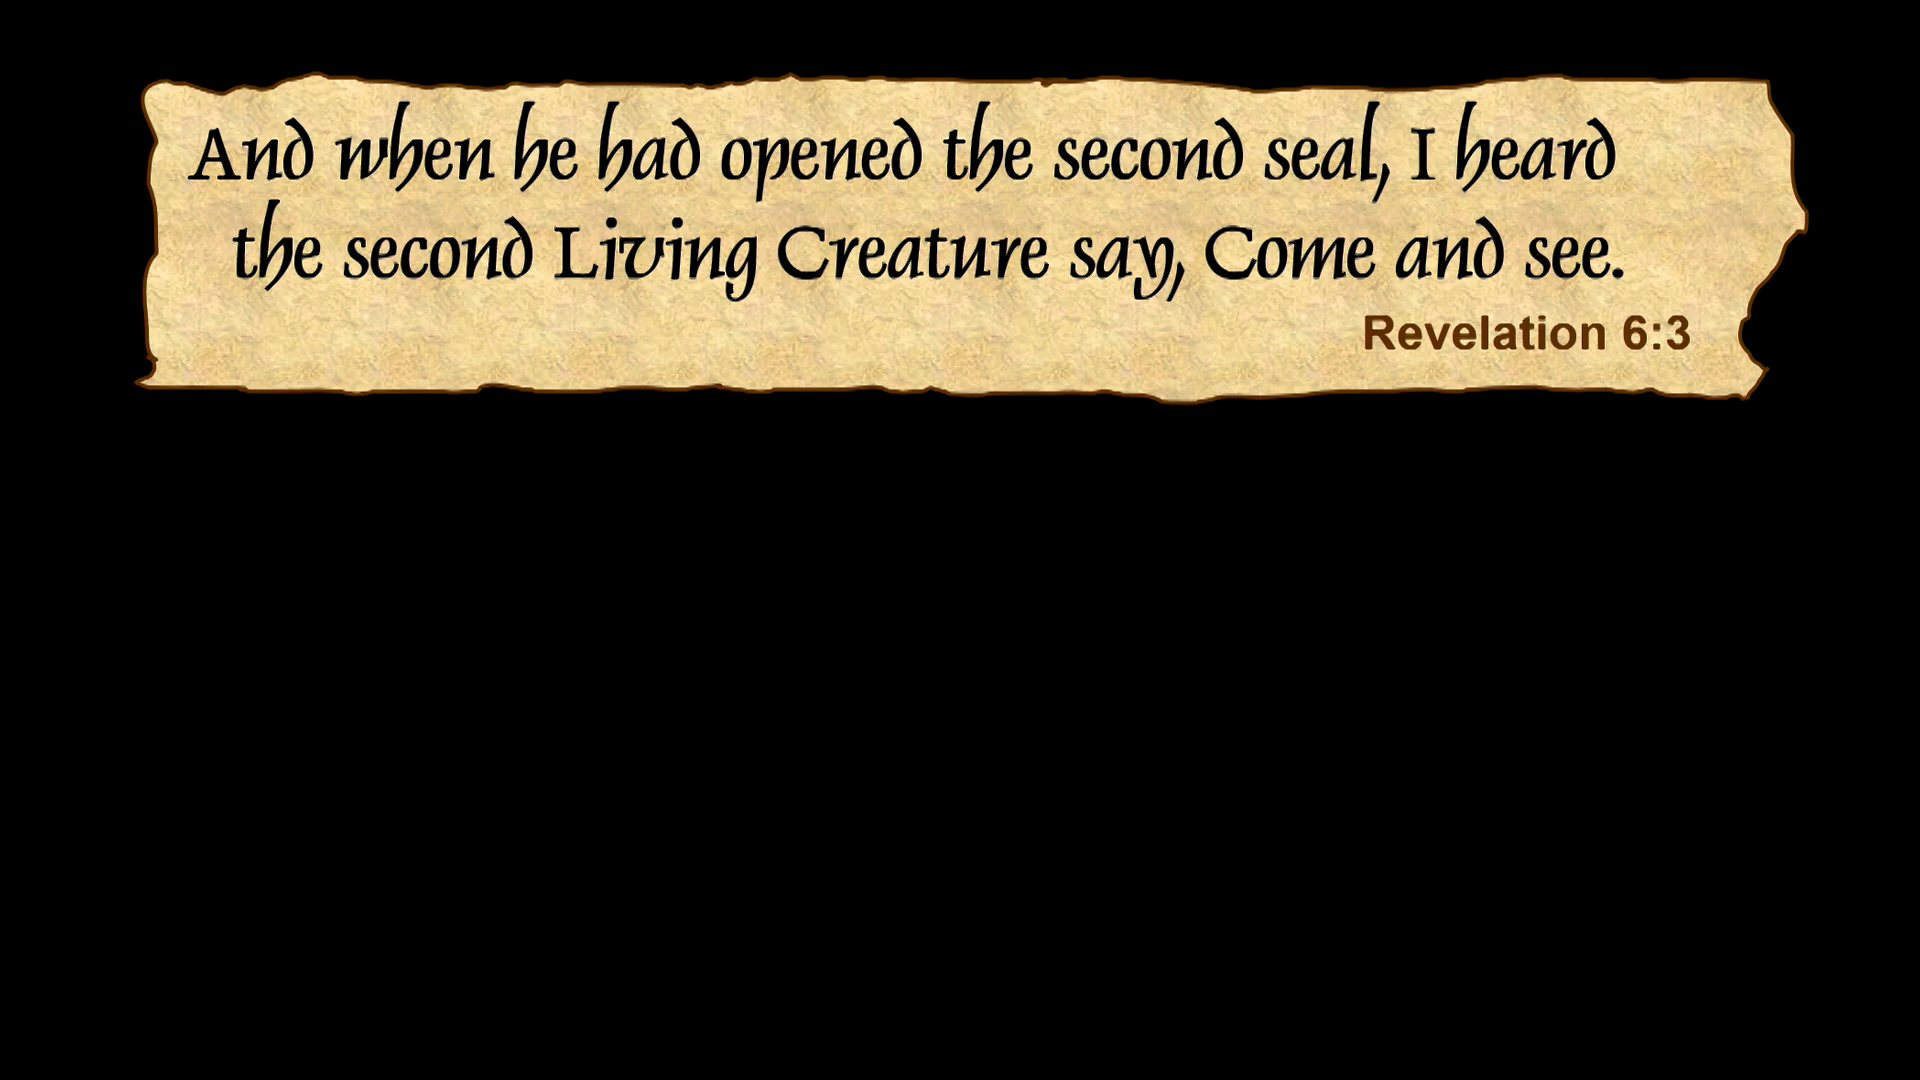 And when he had opened the second seal, I heard
the second Living Creature say, Come and see.
Revelation 6:3